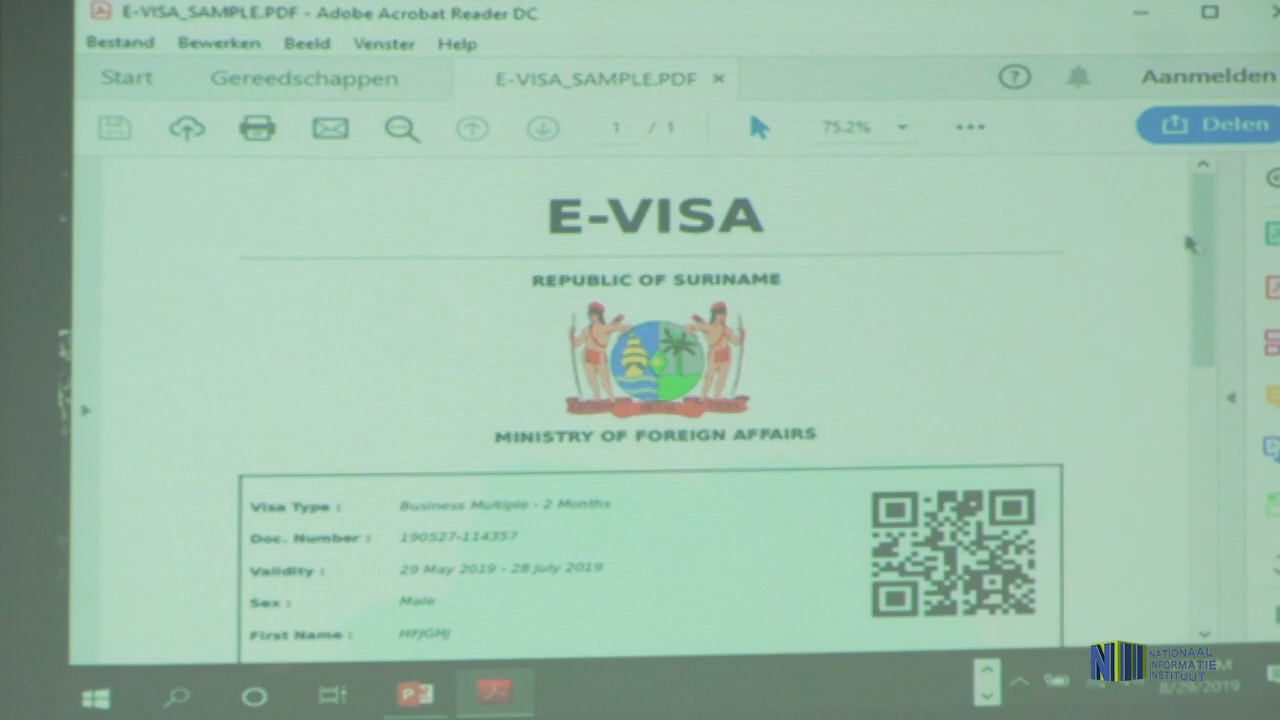 E-VISA_SAMPLE.PDF - Adobe Acrobat Reader DC
Bestand Bewerken Beeld Venster Help
Start Gereedschappen E-VISA_SAMPLE.PDF × ? Aanmelden
1 / 1 75.2% Delen
E-VISA
REPUBLIC OF SURINAME
MINISTRY OF FOREIGN AFFAIRS
Visa Type : Business Multiple - 2 Months
Doc. Number : 190527-114357
Validity : 29 May 2019 - 28 July 2019
Sex : Male
First Name : HFJGHJ
NII NATIONAAL
INFORMATIE
INSTITUUT
8/29/2019